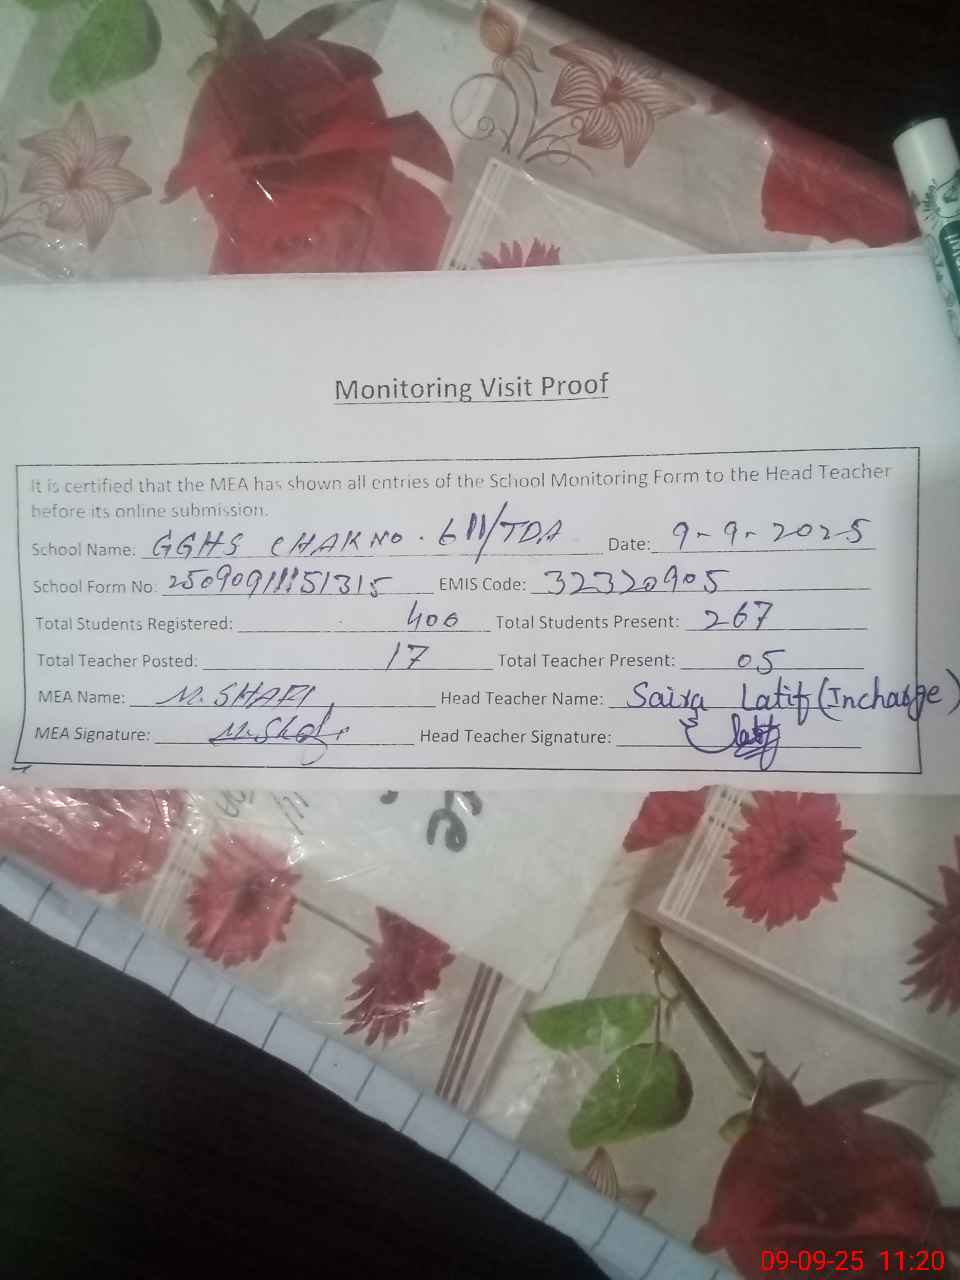 Monitoring Visit Proof
It is certified that the MEA has shown all entries of the School Monitoring Form to the Head Teacher
before its online submission.
School Name: GGHS CHAK NO. 611/TDA Date: 9-9-2025
School Form No: EMIS Code: 32320905
Total Students Registered: 400 Total Students Present: 267
Total Teacher Posted: 17 Total Teacher Present: 05
MEA Name: M. SHAFI Head Teacher Name: Saira Latif (Incharge)
MEA Signature: M. Shafi Head Teacher Signature: Latif
09-09-25 11:20